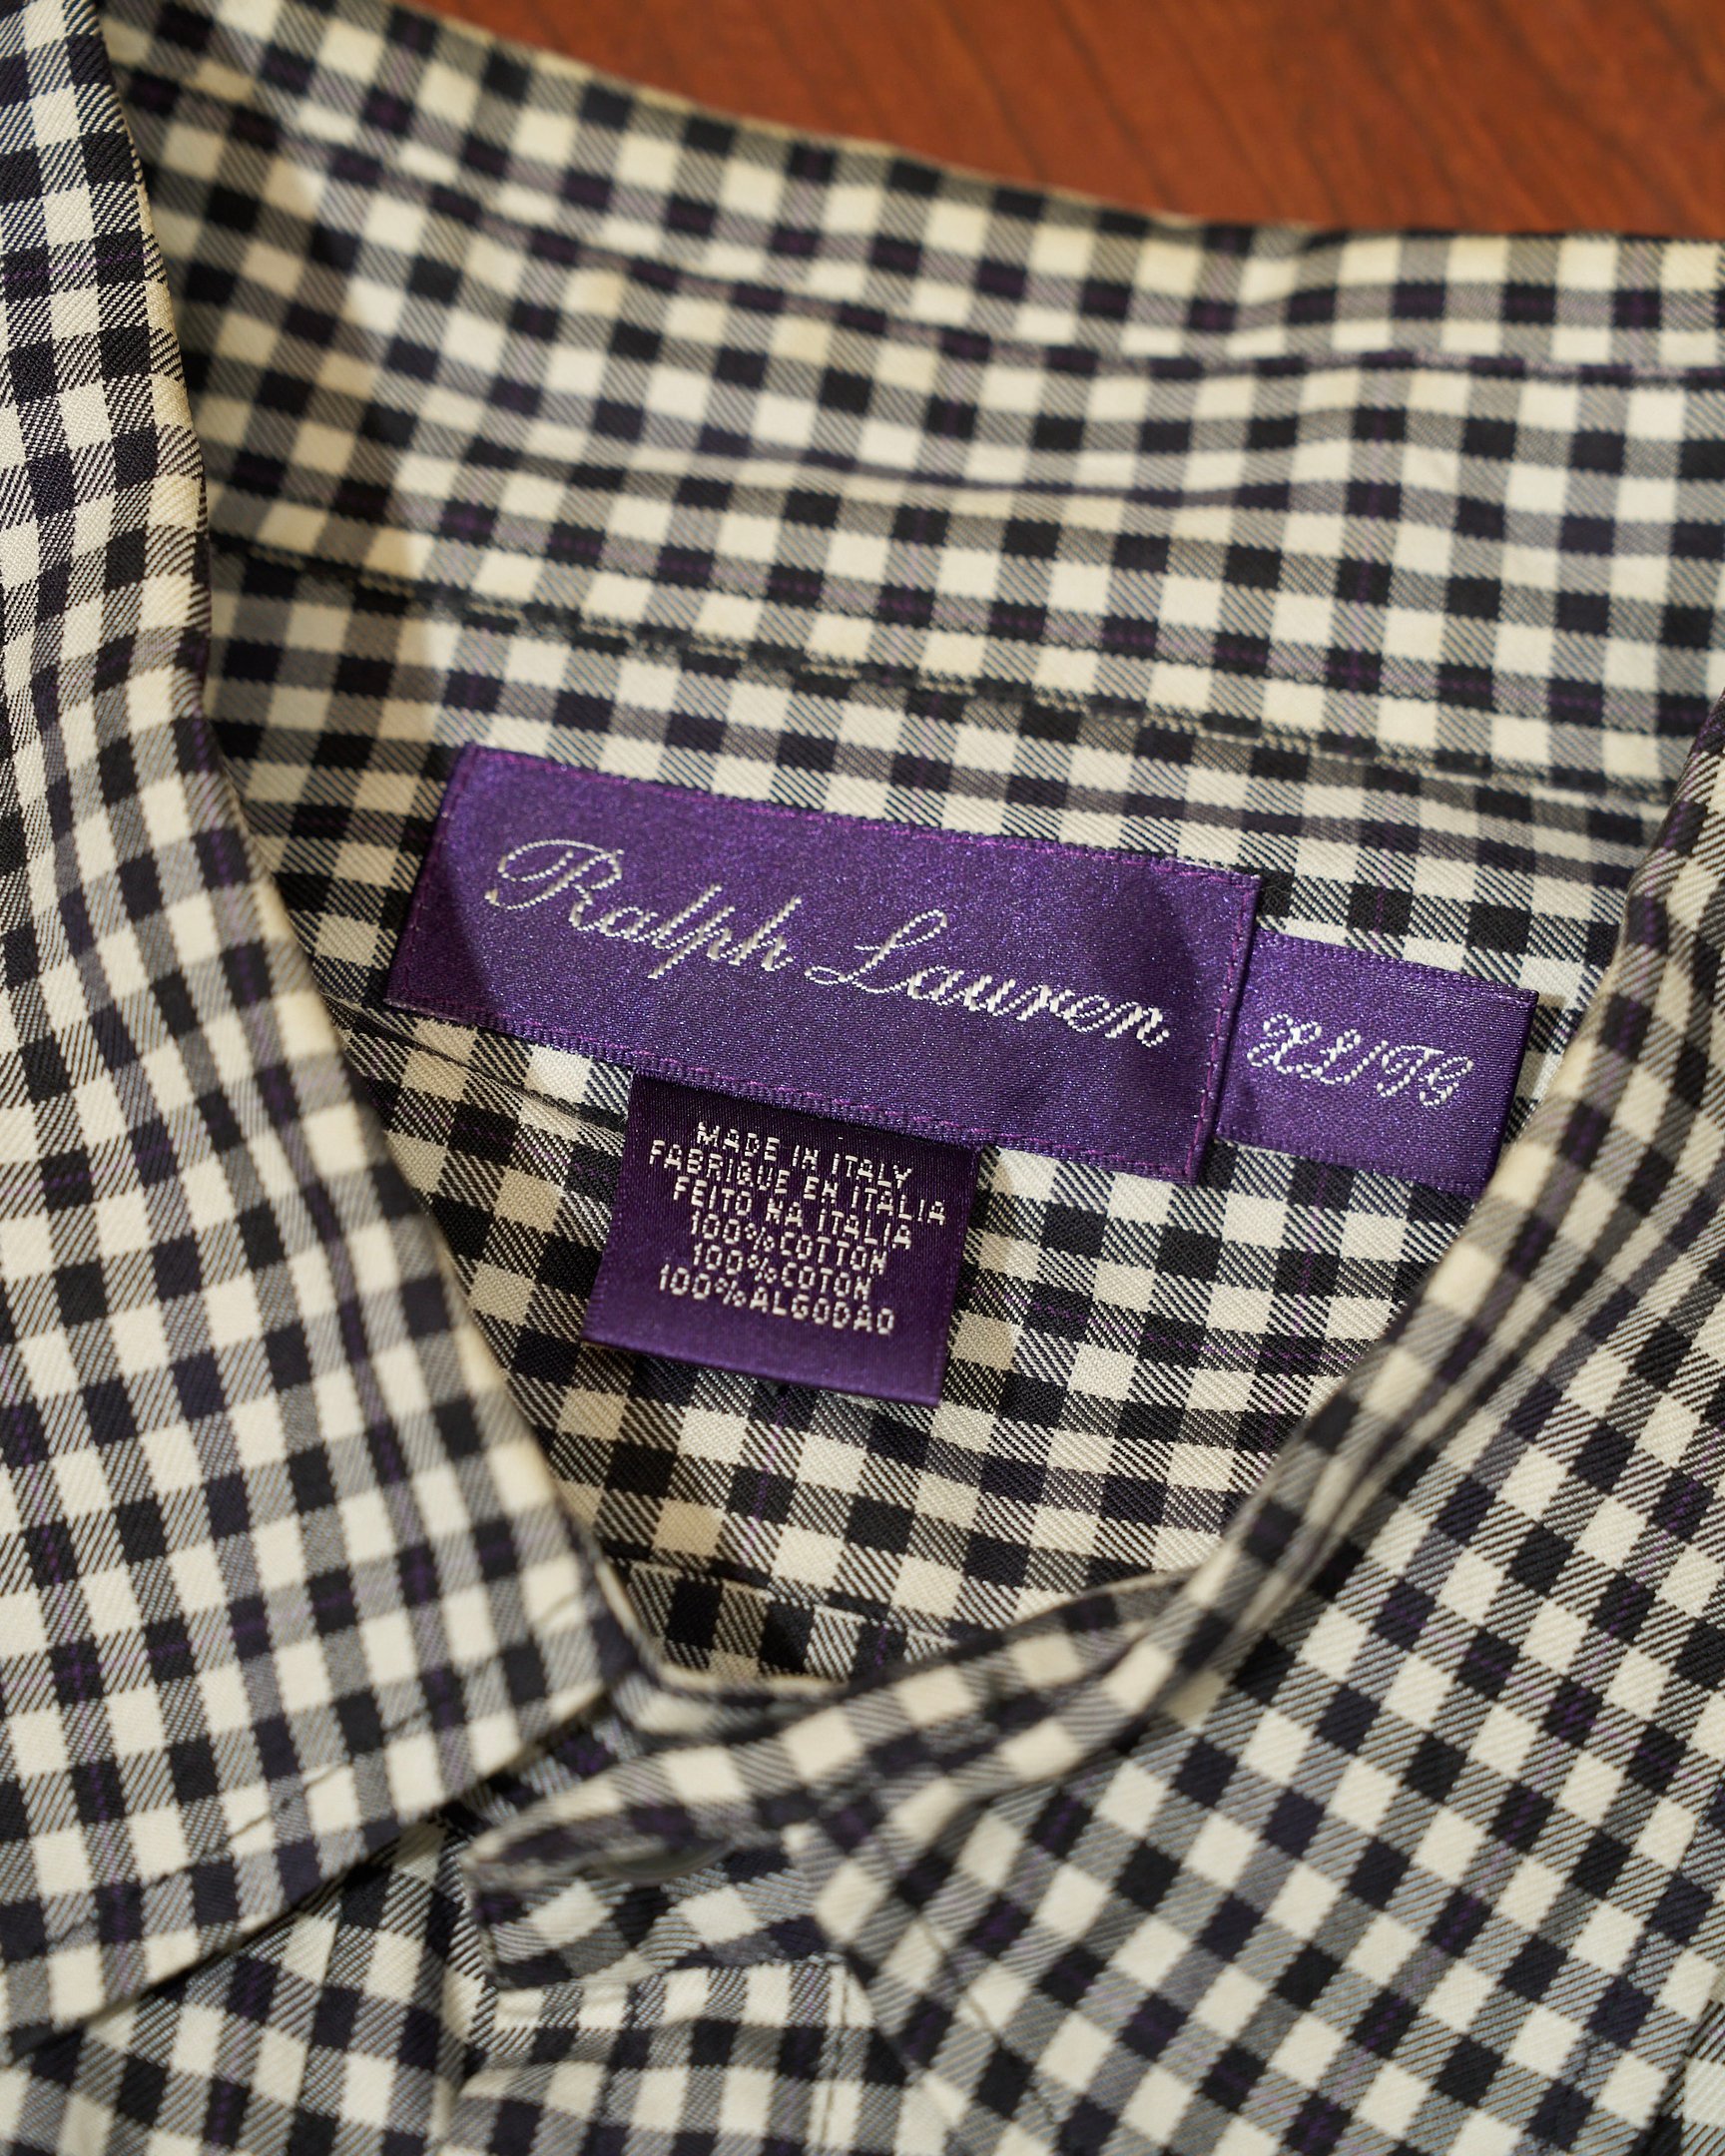 Ralph Lauren
XL/TG
MADE IN ITALY
FABRIQUE EN ITALIA
FEITO NA ITALIA
100% COTTON
100% COTON
100% ALGODAO